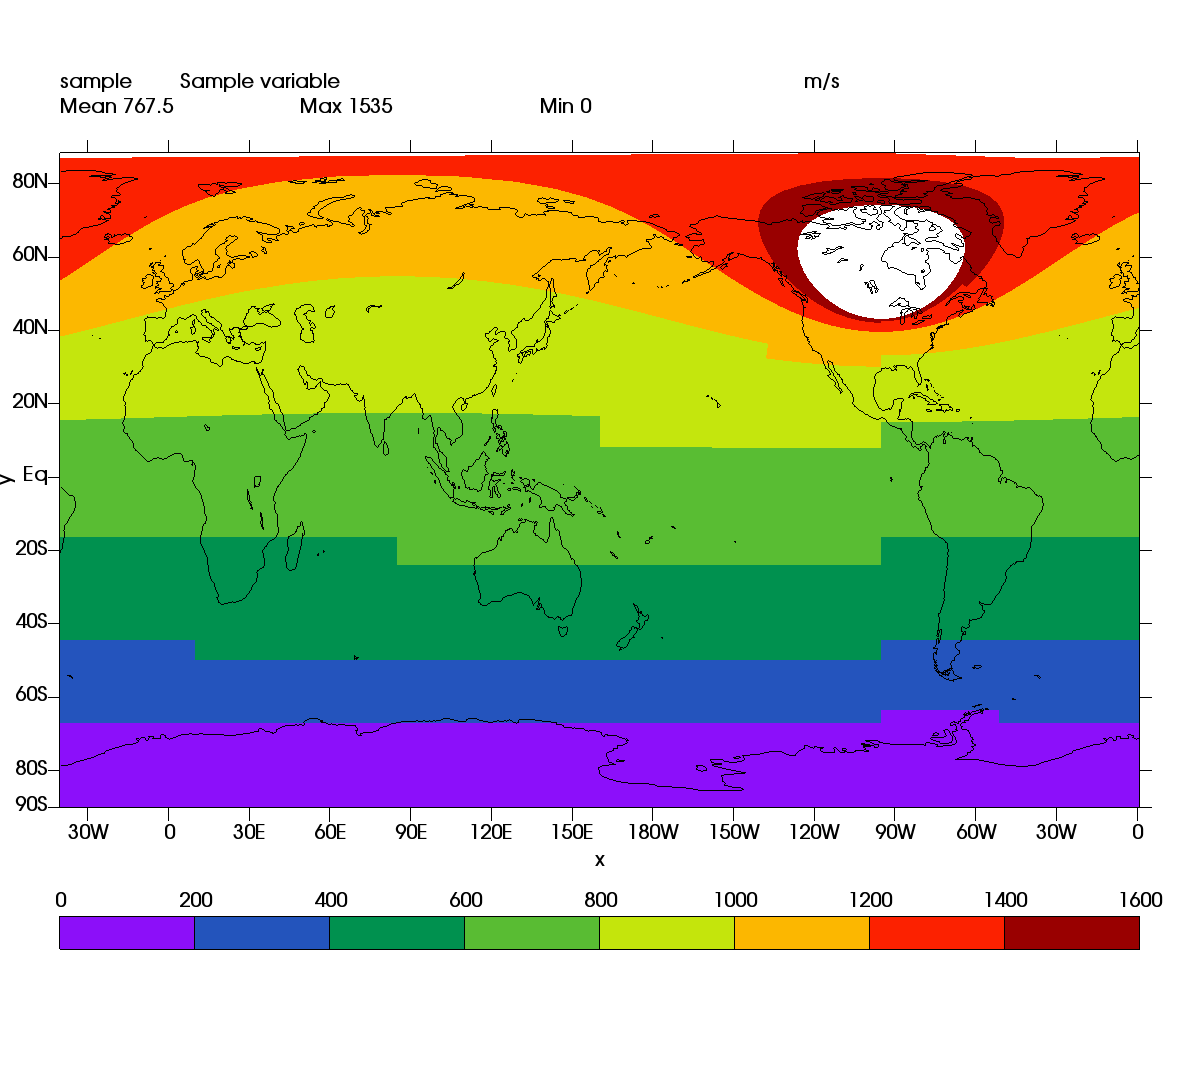 sample Sample variable m/s
Mean 767.5 Max 1535 Min 0
80N
60N
40N
20N
y Eq
20S
40S
60S
80S
90S
30W 0 30E 60E 90E 120E 150E 180W 150W 120W 90W 60W 30W 0
x
0 200 400 600 800 1000 1200 1400 1600